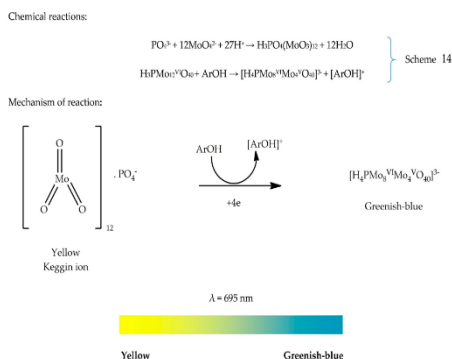 Chemical reactions:
PO₄³⁻ + 12MoO₄²⁻ + 27H⁺ → H₃PO₄(MoO₃)₁₂ + 12H₂O
H₃PMo₁₂ⱽᴵO₄₀ + ArOH → [H₄PMo₈ⱽᴵMo₄ⱽO₄₀]³⁻ + [ArOH]⁺
Scheme 14
Mechanism of reaction:
O
Mo
O O
12
. PO₄⁻
ArOH [ArOH]⁺
+4e
[H₄PMo₈ⱽᴵMo₄ⱽO₄₀]³⁻
Yellow
Keggin ion
Greenish-blue
λ = 695 nm
Yellow Greenish-blue